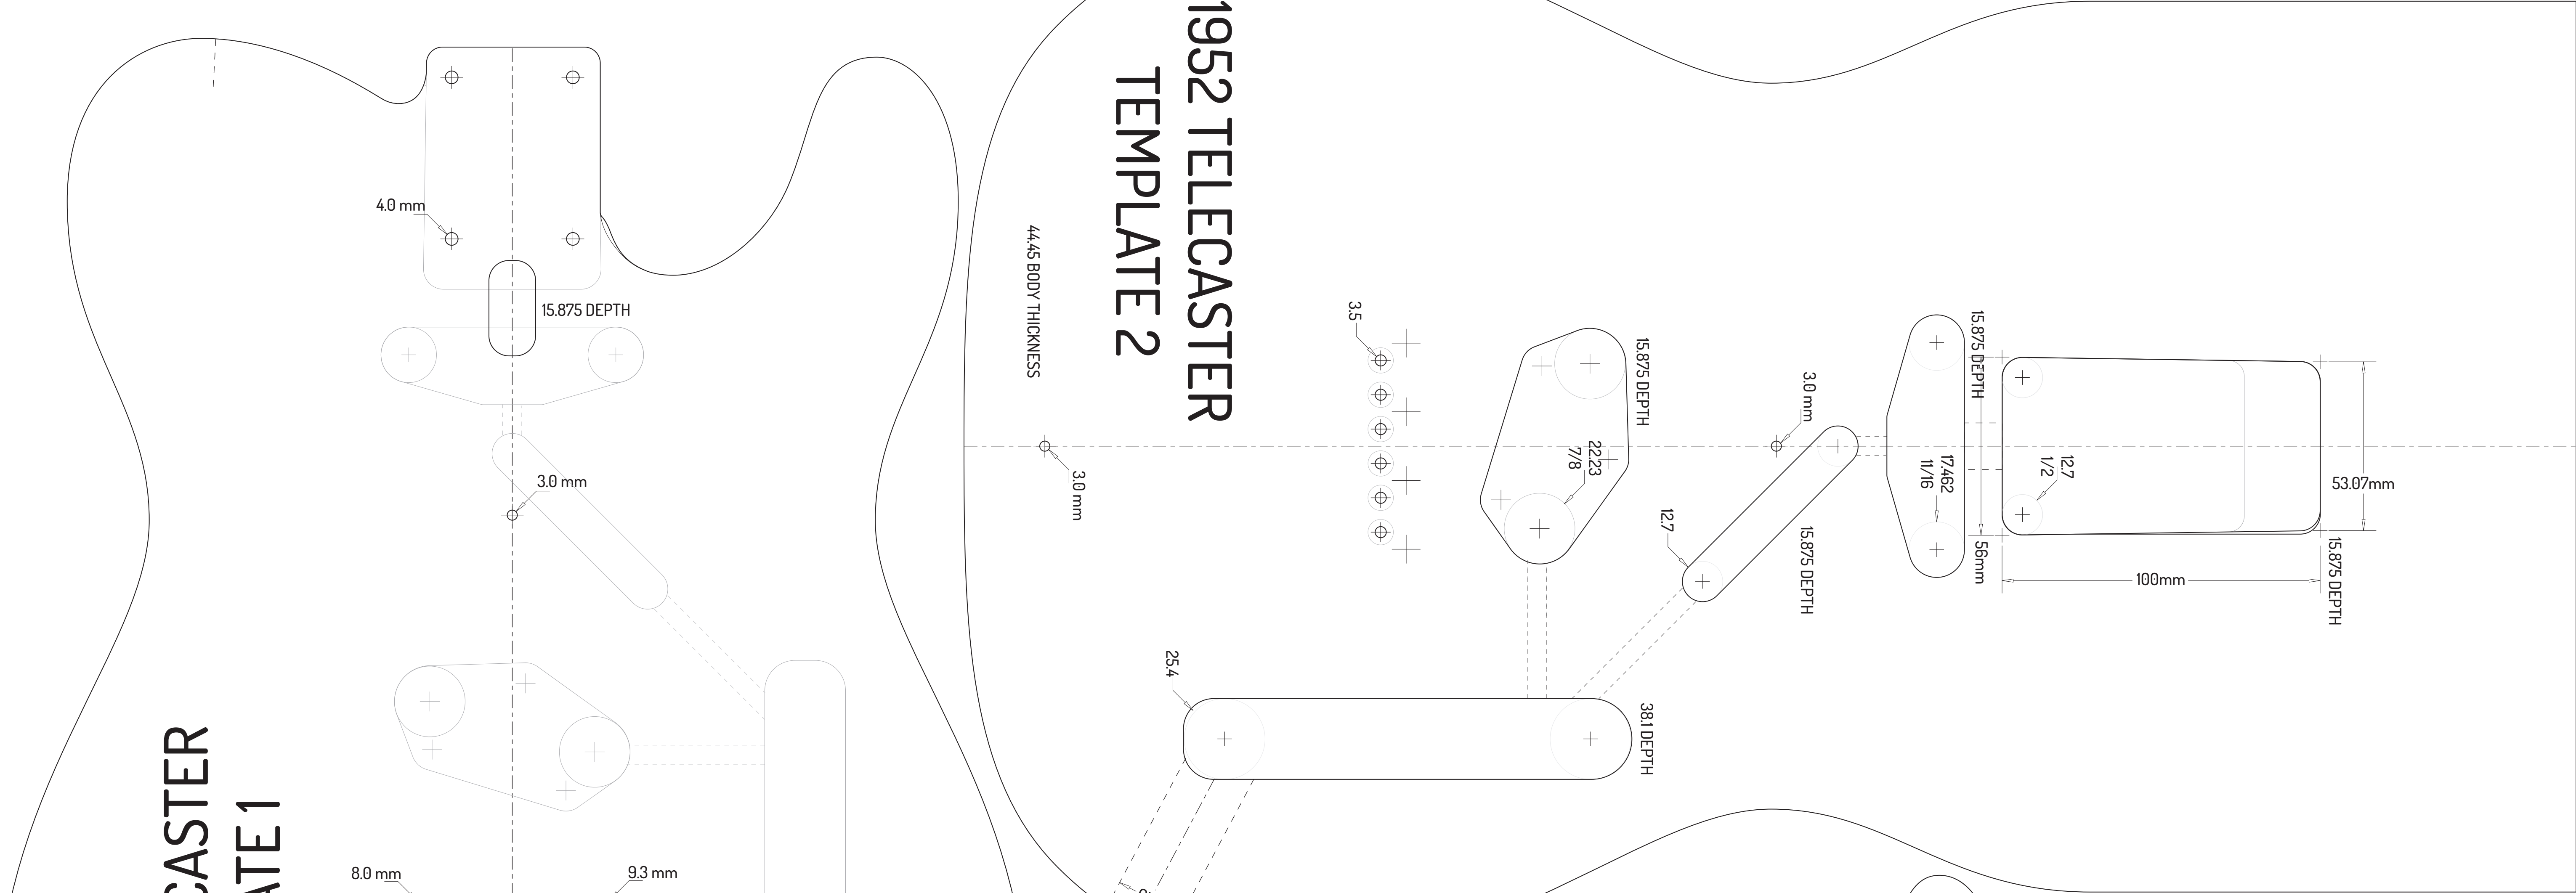 4.0 mm
15.875 DEPTH
3.0 mm
8.0 mm
9.3 mm
CASTER
ATE 1
1952 TELECASTER
TEMPLATE 2
44.45 BODY THICKNESS
3.0 mm
3.5
15.875 DEPTH
22.23
7/8
3.0 mm
12.7
15.875 DEPTH
25.4
38.1 DEPTH
15.875 DEPTH
17.462
11/16
56mm
12.7
1/2
53.07mm
100mm
15.875 DEPTH